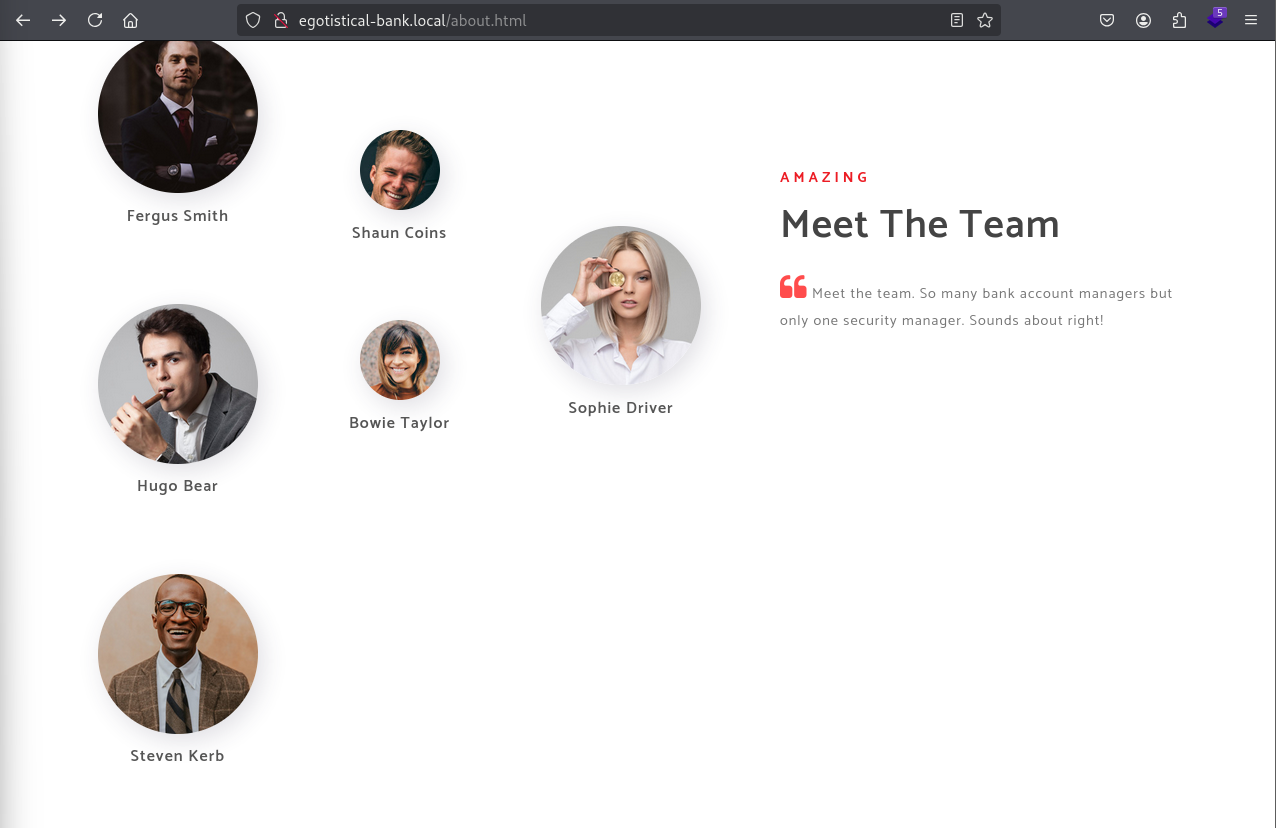 egotistical-bank.local/about.html
5
Fergus Smith
Shaun Coins
Hugo Bear
Bowie Taylor
Sophie Driver
Steven Kerb
AMAZING
Meet The Team
Meet the team. So many bank account managers but
only one security manager. Sounds about right!